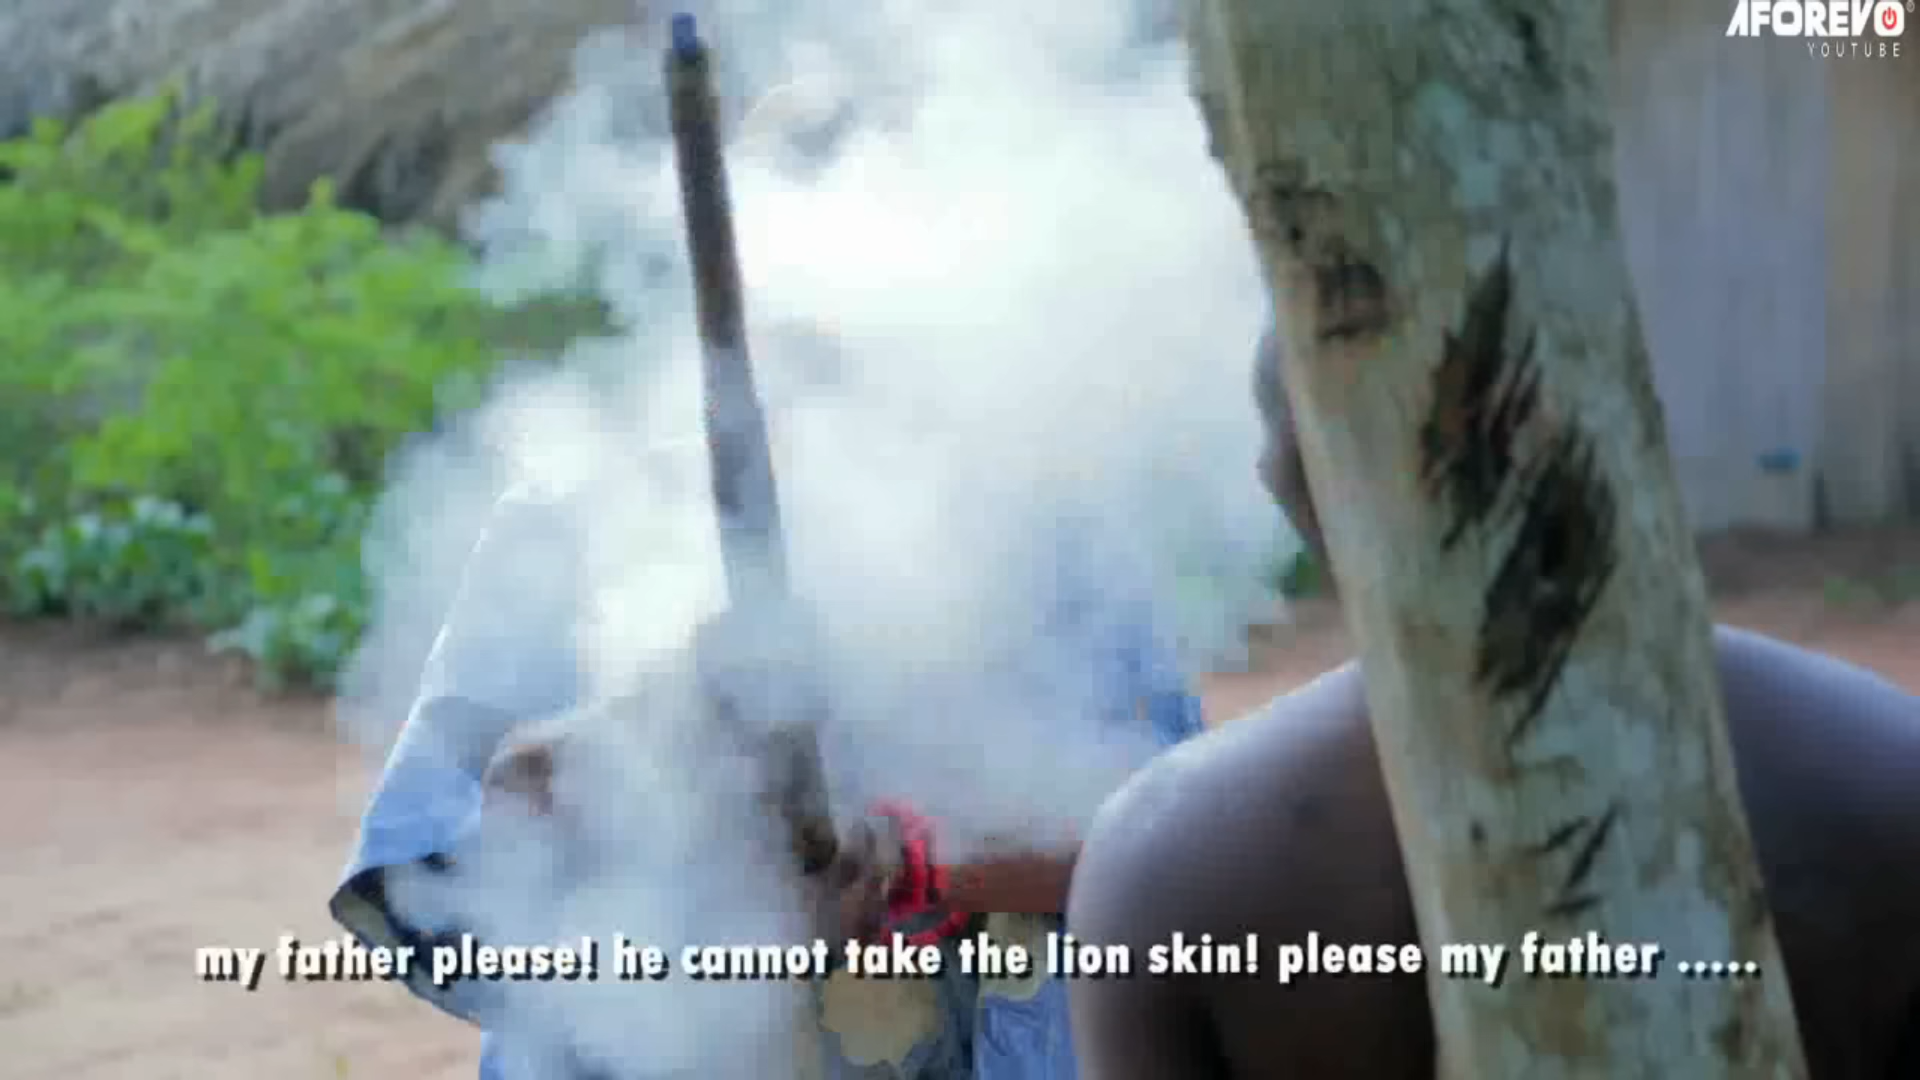 AFOREVO
YOUTUBE
my father please! he cannot take the lion skin! please my father .....